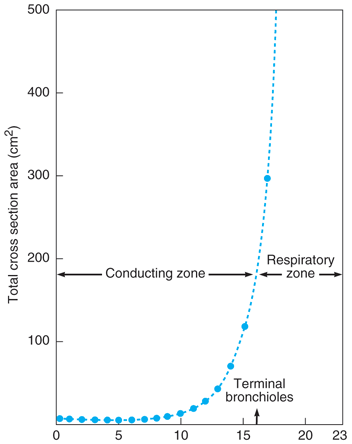 500
400
300
200
100
Total cross section area (cm²)
Conducting zone
Respiratory
zone
Terminal
bronchioles
0
5
10
15
20
23